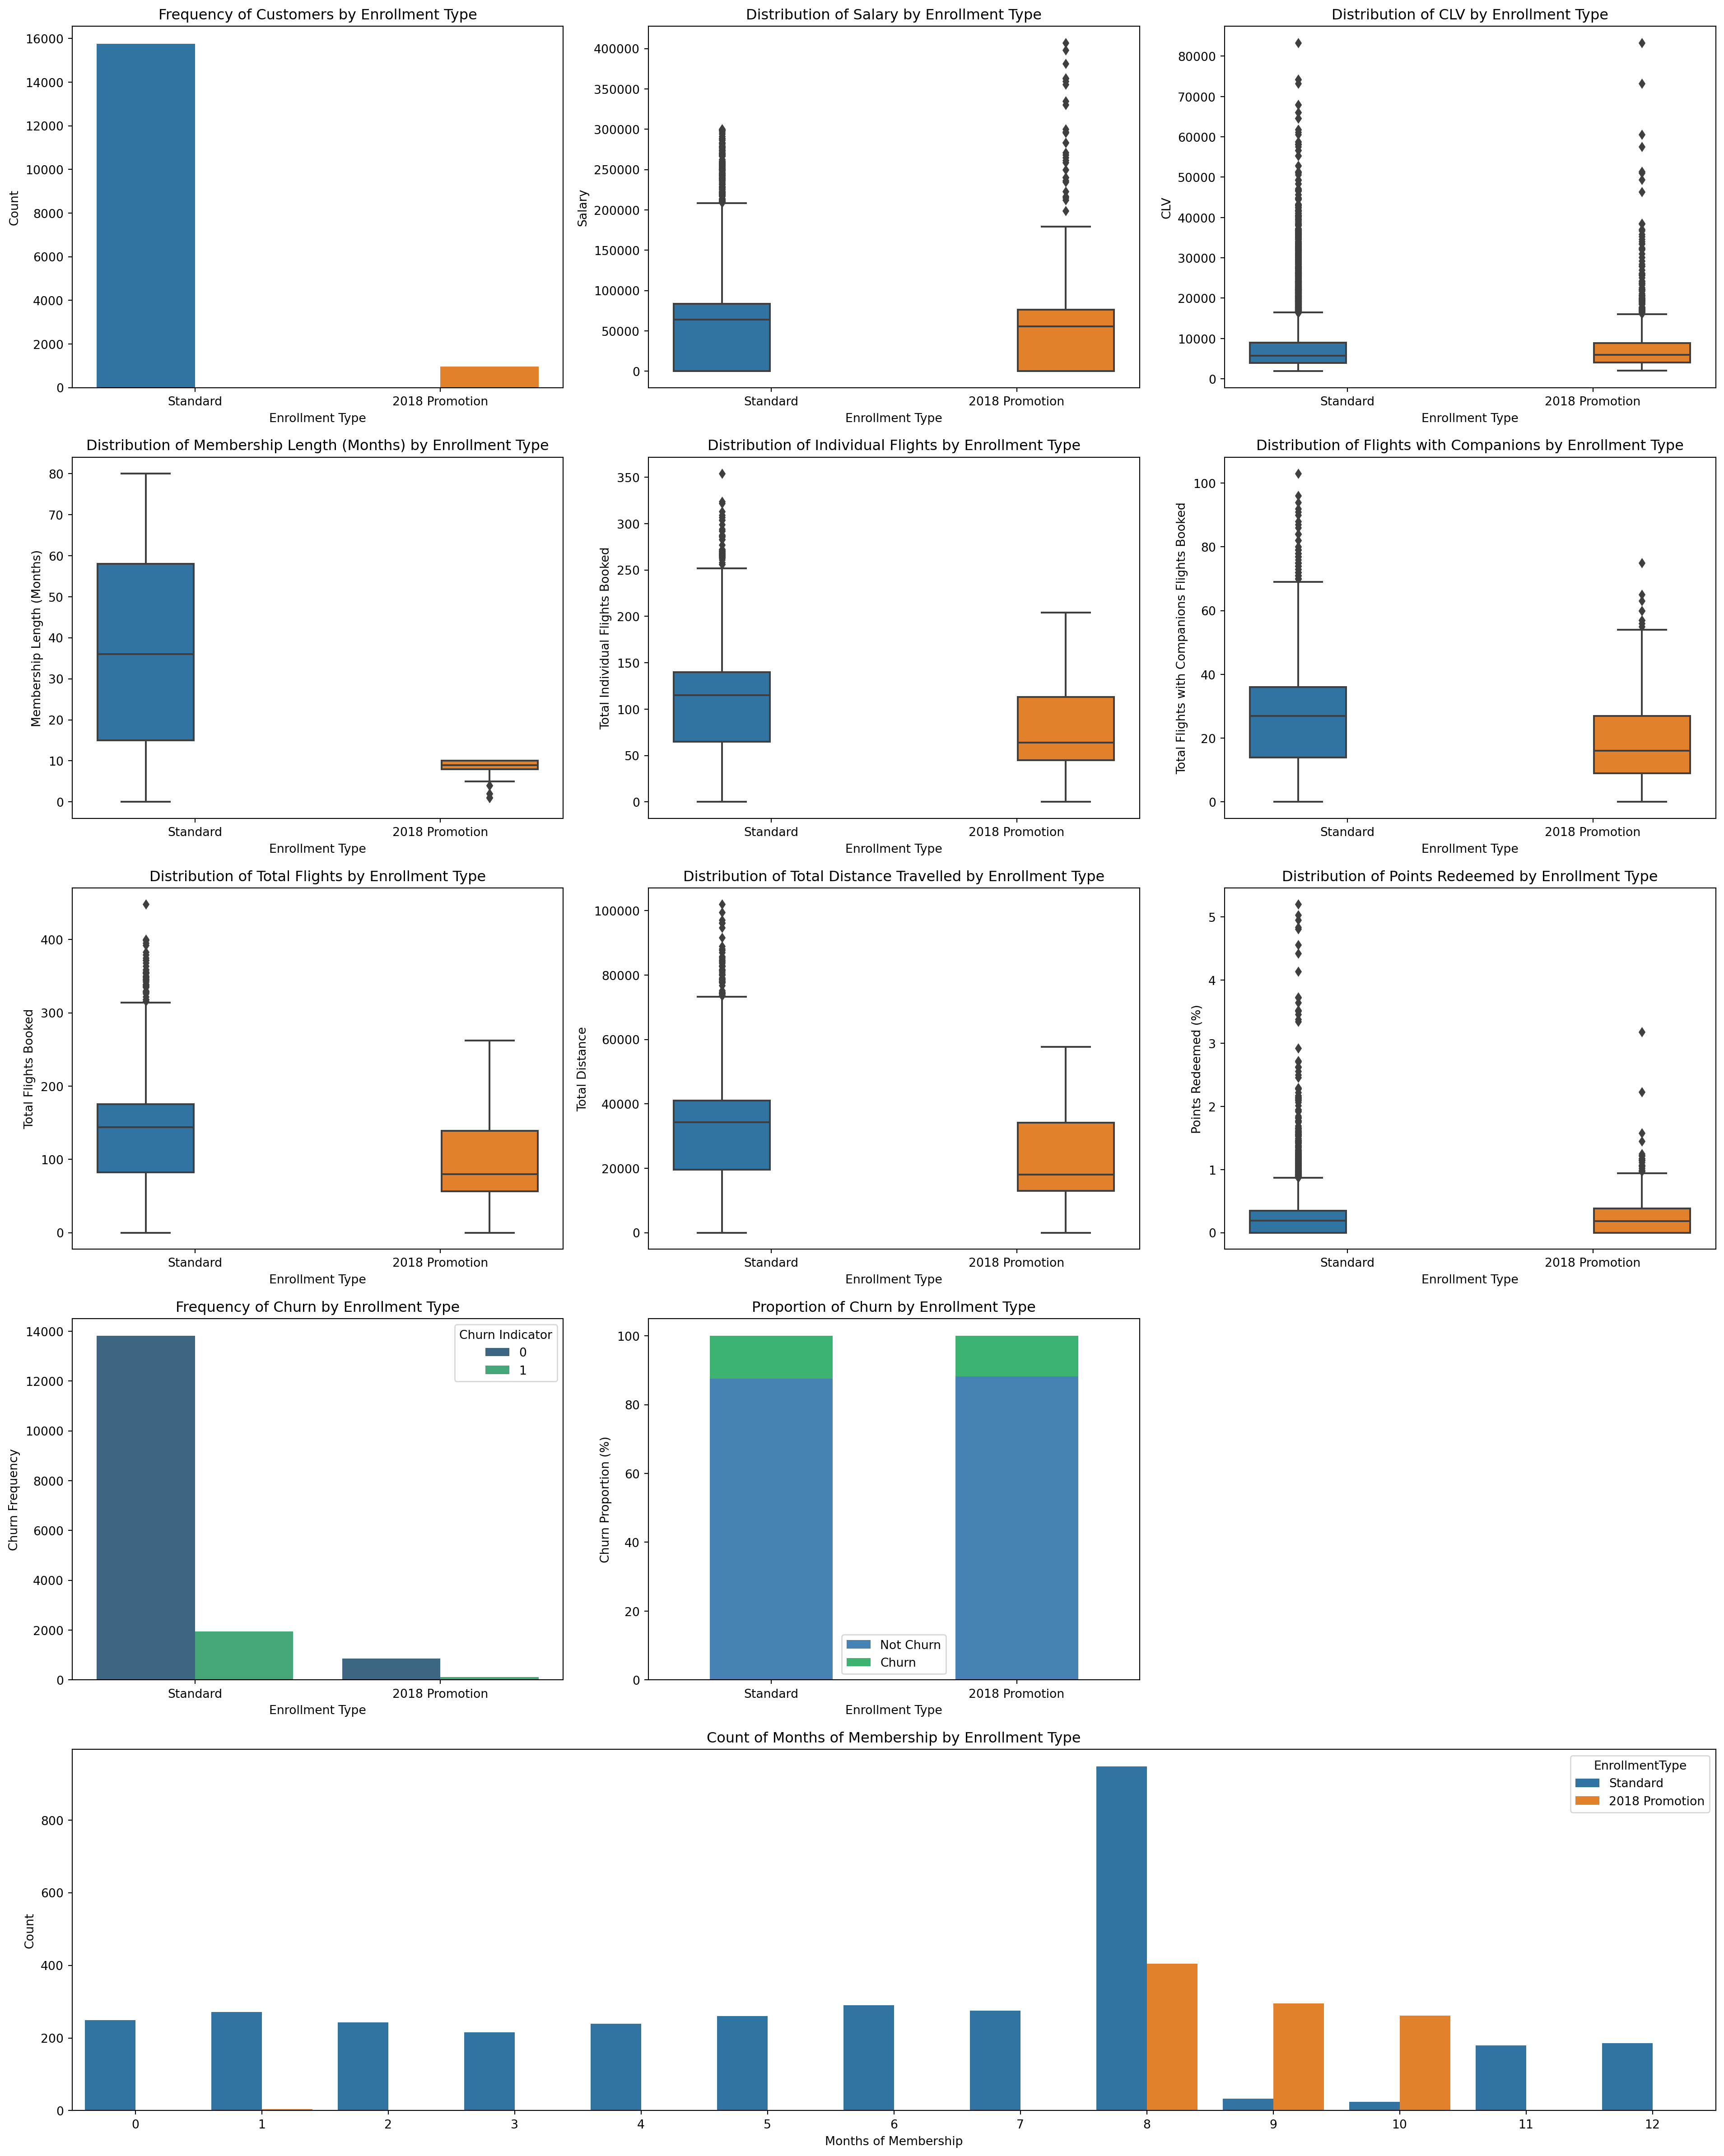 Frequency of Customers by Enrollment Type
16000
14000
12000
10000
8000
6000
4000
2000
0
Count
Standard
2018 Promotion
Enrollment Type
Distribution of Salary by Enrollment Type
400000
350000
300000
250000
200000
150000
100000
50000
0
Salary
Standard
2018 Promotion
Enrollment Type
Distribution of CLV by Enrollment Type
80000
70000
60000
50000
40000
30000
20000
10000
0
CLV
Standard
2018 Promotion
Enrollment Type
Distribution of Membership Length (Months) by Enrollment Type
80
70
60
50
40
30
20
10
0
Membership Length (Months)
Standard
2018 Promotion
Enrollment Type
Distribution of Individual Flights by Enrollment Type
350
300
250
200
150
100
50
0
Total Individual Flights Booked
Standard
2018 Promotion
Enrollment Type
Distribution of Flights with Companions by Enrollment Type
100
80
60
40
20
0
Total Flights with Companions Flights Booked
Standard
2018 Promotion
Enrollment Type
Distribution of Total Flights by Enrollment Type
400
300
200
100
0
Total Flights Booked
Standard
2018 Promotion
Enrollment Type
Distribution of Total Distance Travelled by Enrollment Type
100000
80000
60000
40000
20000
0
Total Distance
Standard
2018 Promotion
Enrollment Type
Distribution of Points Redeemed by Enrollment Type
5
4
3
2
1
0
Points Redeemed (%)
Standard
2018 Promotion
Enrollment Type
Frequency of Churn by Enrollment Type
14000
12000
10000
8000
6000
4000
2000
0
Churn Frequency
Churn Indicator
0
1
Standard
2018 Promotion
Enrollment Type
Proportion of Churn by Enrollment Type
100
80
60
40
20
0
Churn Proportion (%)
Not Churn
Churn
Standard
2018 Promotion
Enrollment Type
Count of Months of Membership by Enrollment Type
800
600
400
200
0
Count
EnrollmentType
Standard
2018 Promotion
0 1 2 3 4 5 6 7 8 9 10 11 12
Months of Membership